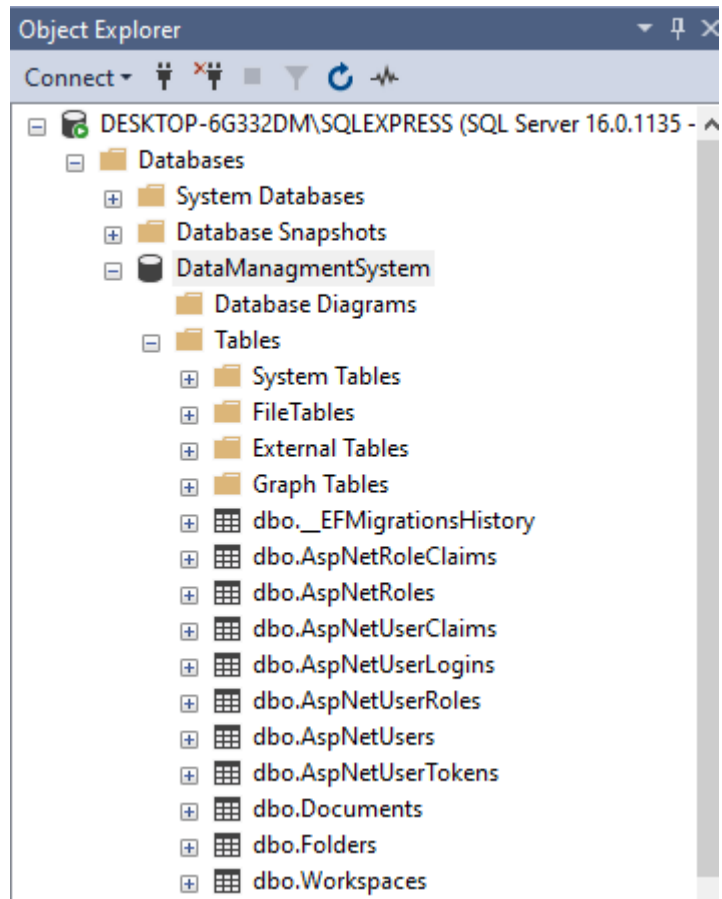 Object Explorer
Connect
DESKTOP-6G332DM\SQLEXPRESS (SQL Server 16.0.1135 -
Databases
System Databases
Database Snapshots
DataManagmentSystem
Database Diagrams
Tables
System Tables
FileTables
External Tables
Graph Tables
dbo.__EFMigrationsHistory
dbo.AspNetRoleClaims
dbo.AspNetRoles
dbo.AspNetUserClaims
dbo.AspNetUserLogins
dbo.AspNetUserRoles
dbo.AspNetUsers
dbo.AspNetUserTokens
dbo.Documents
dbo.Folders
dbo.Workspaces